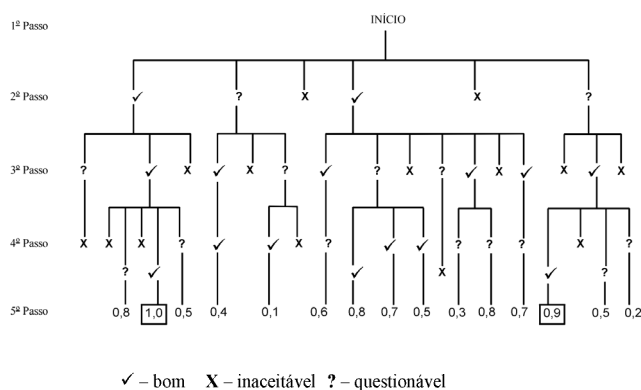 1º Passo INÍCIO
2º Passo ✓ ? X ✓ X ?
3º Passo ? ✓ X ✓ X ? ✓ ? X ? ✓ X ✓ X ✓ X
4º Passo X X X ? ✓ ✓ X ? ✓ ✓ ? ? ? X
? ✓ ✓ X ✓ ?
5º Passo 0,8 1,0 0,5 0,4 0,1 0,6 0,8 0,7 0,5 0,3 0,8 0,7 0,9 0,5 0,2
✓ – bom X – inaceitável ? – questionável